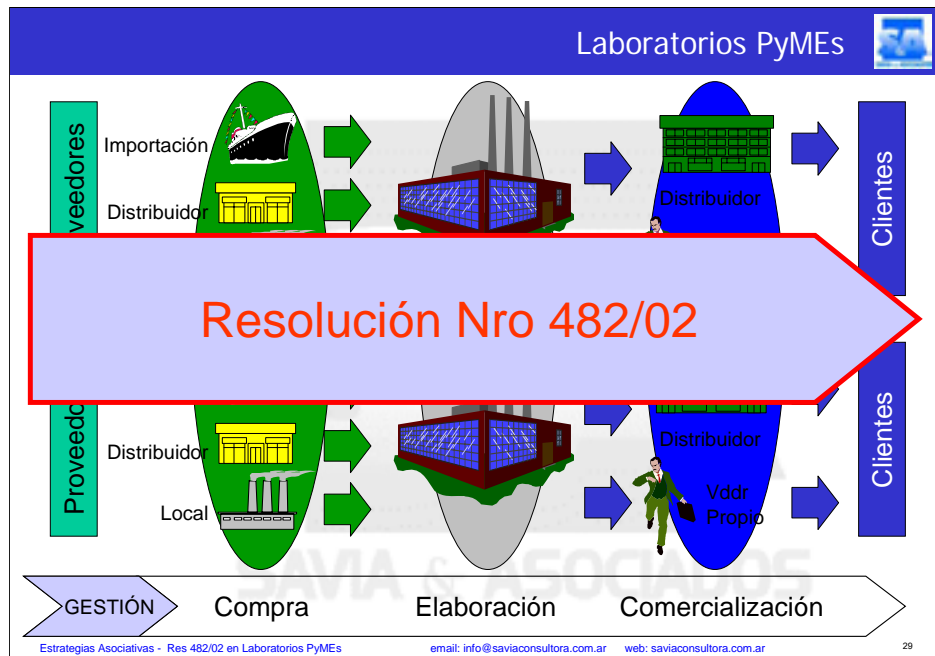 Laboratorios PyMEs
Importación
Distribuidor
Distribuidor
Clientes
Resolución Nro 482/02
Proveedores
Distribuidor
Local
Distribuidor
Vddr
Propio
Clientes
SAVIA & ASOCIADOS
GESTIÓN
Compra
Elaboración
Comercialización
Estrategias Asociativas - Res 482/02 en Laboratorios PyMEs
email: info@saviaconsultora.com.ar
web: saviaconsultora.com.ar
29